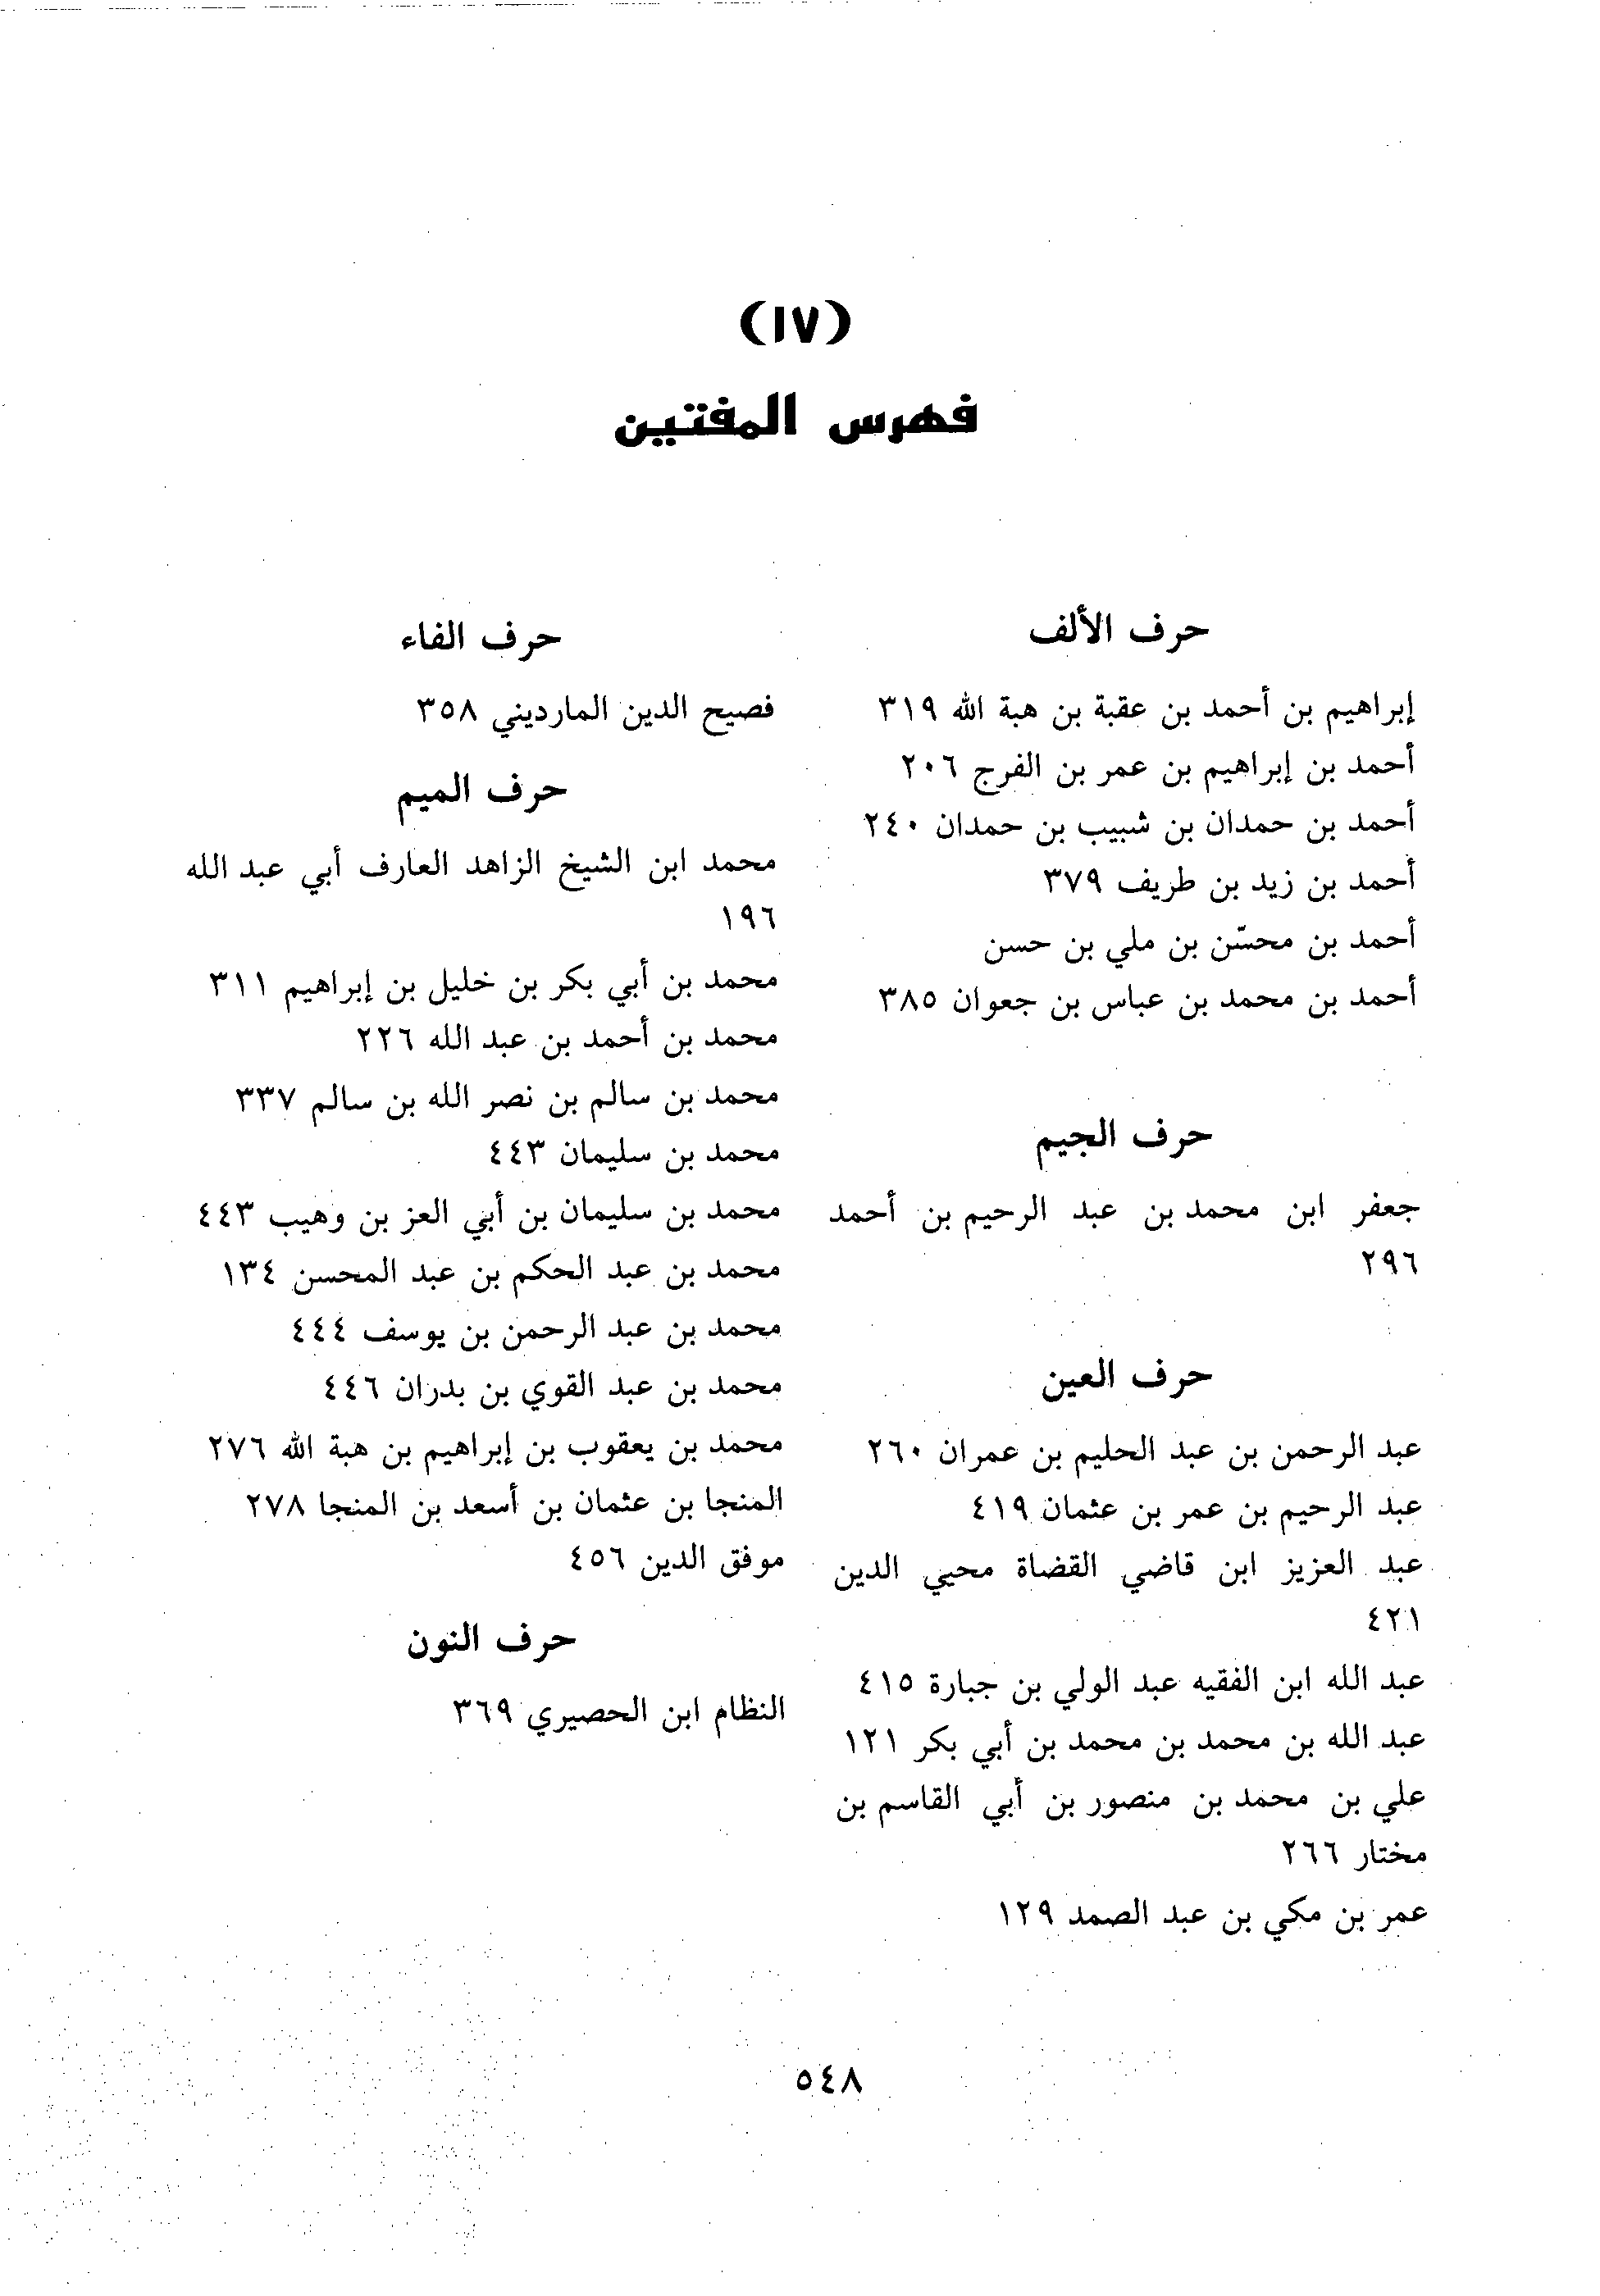 (١٧)
فهرس المفتين
حرف الألف
إبراهيم بن أحمد بن عقبة بن هبة الله ٣١٩
أحمد بن إبراهيم بن عمر بن الفرج ٢٠٦
أحمد بن حمدان بن شبيب بن حمدان ٢٤٠
أحمد بن زيد بن طريف ٣٧٩
أحمد بن محسّن بن ملي بن حسن
أحمد بن محمد بن عباس بن جعوان ٣٨٥
حرف الجيم
جعفر ابن محمد بن عبد الرحيم بن أحمد
٢٩٦
حرف العين
عبد الرحمن بن عبد الحليم بن عمران ٢٦٠
عبد الرحيم بن عمر بن عثمان ٤١٩
عبد العزيز ابن قاضي القضاة محيي الدين
٤٢١
عبد الله ابن الفقيه عبد الولي بن جبارة ٤١٥
عبد الله بن محمد بن محمد بن أبي بكر ١٢١
علي بن محمد بن منصور بن أبي القاسم بن
مختار ٢٦٦
عمر بن مكي بن عبد الصمد ١٢٩
حرف الفاء
فصيح الدين المارديني ٣٥٨
حرف الميم
محمد ابن الشيخ الزاهد العارف أبي عبد الله
١٩٦
محمد بن أبي بكر بن خليل بن إبراهيم ٣١١
محمد بن أحمد بن عبد الله ٢٢٦
محمد بن سالم بن نصر الله بن سالم ٣٣٧
محمد بن سليمان ٤٤٣
محمد بن سليمان بن أبي العز بن وهيب ٤٤٣
محمد بن عبد الحكم بن عبد المحسن ١٣٤
محمد بن عبد الرحمن بن يوسف ٤٤٤
محمد بن عبد القوي بن بدران ٤٤٦
محمد بن يعقوب بن إبراهيم بن هبة الله ٢٧٦
المنجا بن عثمان بن أسعد بن المنجا ٢٧٨
موفق الدين ٤٥٦
حرف النون
النظام ابن الحصيري ٣٦٩
٥٤٨